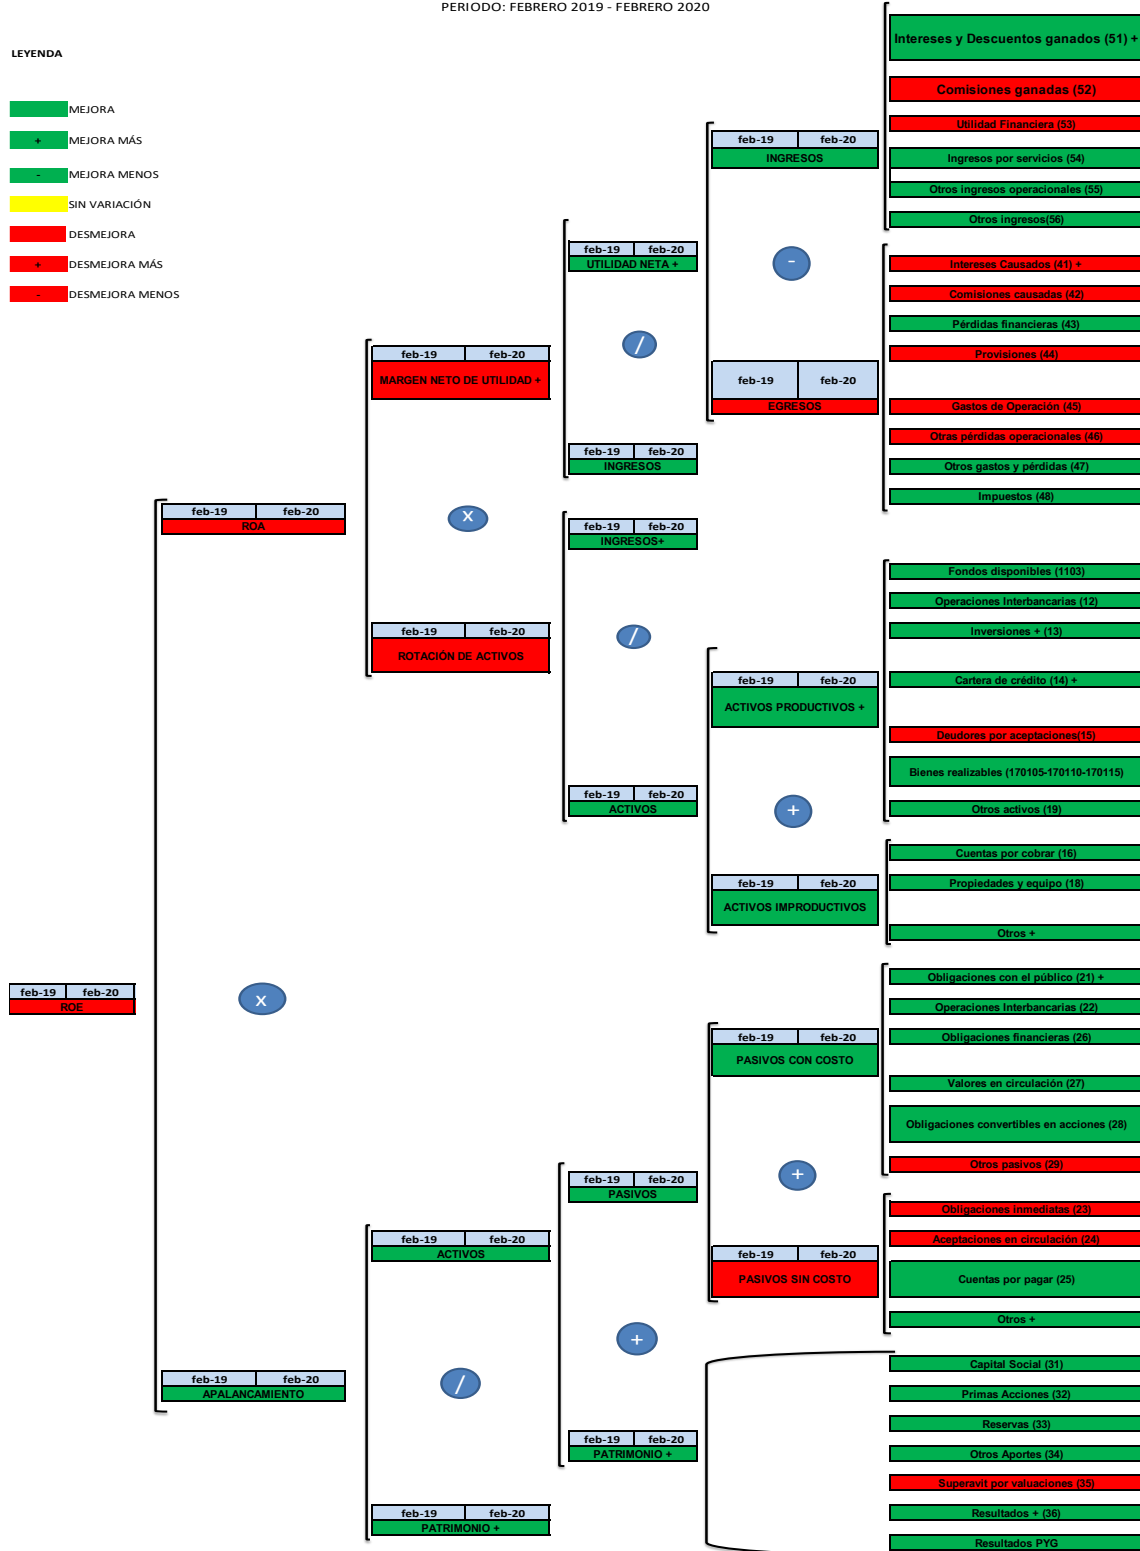 PERIODO: FEBRERO 2019 - FEBRERO 2020
LEYENDA
MEJORA
+ MEJORA MÁS
- MEJORA MENOS
SIN VARIACIÓN
DESMEJORA
+ DESMEJORA MÁS
- DESMEJORA MENOS
Intereses y Descuentos ganados (51) +
Comisiones ganadas (52)
Utilidad Financiera (53)
feb-19 feb-20
INGRESOS
Ingresos por servicios (54)
Otros ingresos operacionales (55)
Otros ingresos(56)
feb-19 feb-20
UTILIDAD NETA +
-
Intereses Causados (41) +
Comisiones causadas (42)
Pérdidas financieras (43)
/
feb-19 feb-20
MARGEN NETO DE UTILIDAD +
Provisiones (44)
feb-19 feb-20
EGRESOS
Gastos de Operación (45)
Otras pérdidas operacionales (46)
feb-19 feb-20
INGRESOS
Otros gastos y pérdidas (47)
Impuestos (48)
feb-19 feb-20
ROA
x
feb-19 feb-20
INGRESOS+
Fondos disponibles (1103)
Operaciones Interbancarias (12)
Inversiones + (13)
feb-19 feb-20
ROTACIÓN DE ACTIVOS
/
feb-19 feb-20
ACTIVOS PRODUCTIVOS +
Cartera de crédito (14) +
Deudores por aceptaciones(15)
Bienes realizables (170105-170110-170115)
feb-19 feb-20
ACTIVOS
+
Otros activos (19)
Cuentas por cobrar (16)
feb-19 feb-20
ACTIVOS IMPRODUCTIVOS
Propiedades y equipo (18)
Otros +
Obligaciones con el público (21) +
feb-19 feb-20
ROE
x
Operaciones Interbancarias (22)
feb-19 feb-20
PASIVOS CON COSTO
Obligaciones financieras (26)
Valores en circulación (27)
Obligaciones convertibles en acciones (28)
Otros pasivos (29)
feb-19 feb-20
PASIVOS
+
Obligaciones inmediatas (23)
Aceptaciones en circulación (24)
feb-19 feb-20
ACTIVOS
feb-19 feb-20
PASIVOS SIN COSTO
Cuentas por pagar (25)
Otros +
+
Capital Social (31)
feb-19 feb-20
APALANCAMIENTO
/
Primas Acciones (32)
Reservas (33)
feb-19 feb-20
PATRIMONIO +
Otros Aportes (34)
Superavit por valuaciones (35)
feb-19 feb-20
PATRIMONIO +
Resultados + (36)
Resultados PYG